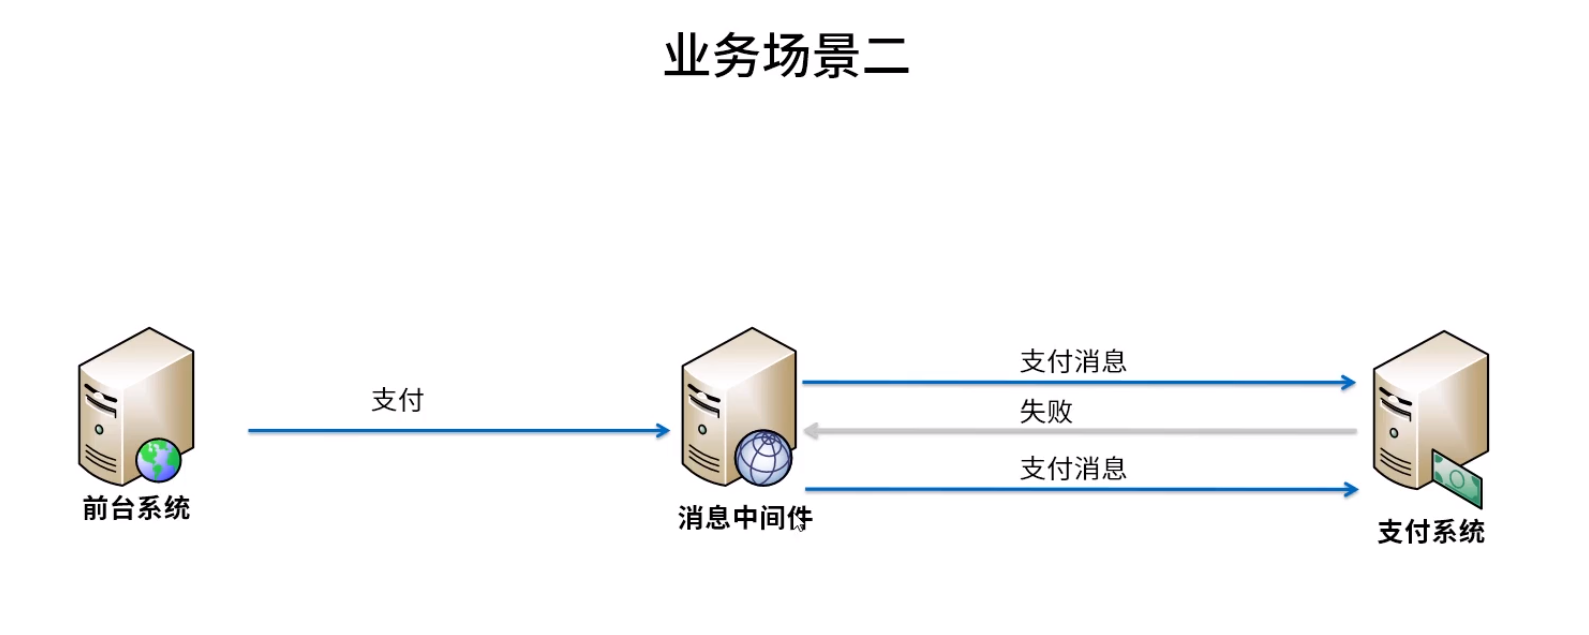 业务场景二
支付
支付消息
失败
支付消息
前台系统
消息中间件
支付系统